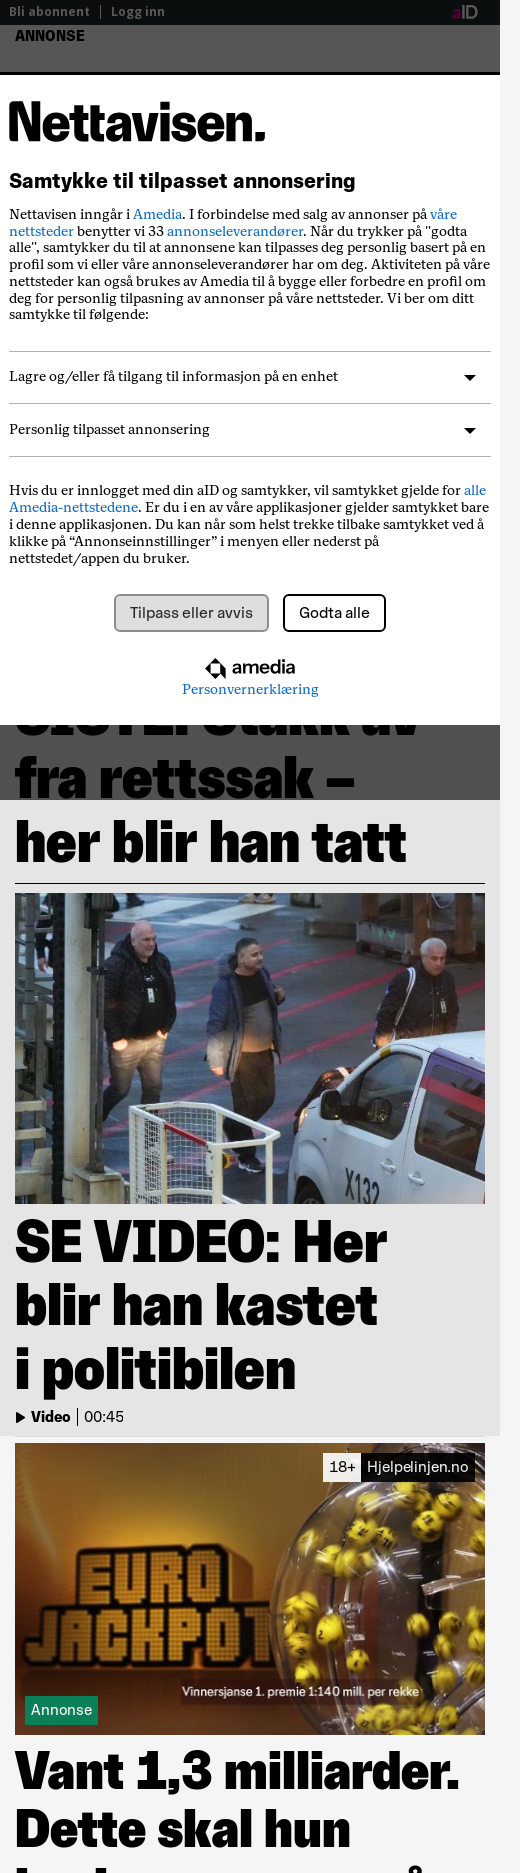 Bli abonnent | Logg inn
aID
ANNONSE
Nettavisen.
Samtykke til tilpasset annonsering
Nettavisen inngår i Amedia. I forbindelse med salg av annonser på våre
nettsteder benytter vi 33 annonseleverandører. Når du trykker på "godta
alle", samtykker du til at annonsene kan tilpasses deg personlig basert på en
profil som vi eller våre annonseleverandører har om deg. Aktiviteten på våre
nettsteder kan også brukes av Amedia til å bygge eller forbedre en profil om
deg for personlig tilpasning av annonser på våre nettsteder. Vi ber om ditt
samtykke til følgende:
Lagre og/eller få tilgang til informasjon på en enhet
Personlig tilpasset annonsering
Hvis du er innlogget med din aID og samtykker, vil samtykket gjelde for alle
Amedia-nettstedene. Er du i en av våre applikasjoner gjelder samtykket bare
i denne applikasjonen. Du kan når som helst trekke tilbake samtykket ved å
klikke på “Annonseinnstillinger” i menyen eller nederst på
nettstedet/appen du bruker.
Tilpass eller avvis
Godta alle
amedia
Personvernerklæring
fra rettssak –
her blir han tatt
X132
SE VIDEO: Her
blir han kastet
i politibilen
Video | 00:45
18+ Hjelpelinjen.no
EURO
JACKPOT
Vinnersjanse 1. premie 1:140 mill. per rekke
Annonse
Vant 1,3 milliarder.
Dette skal hun